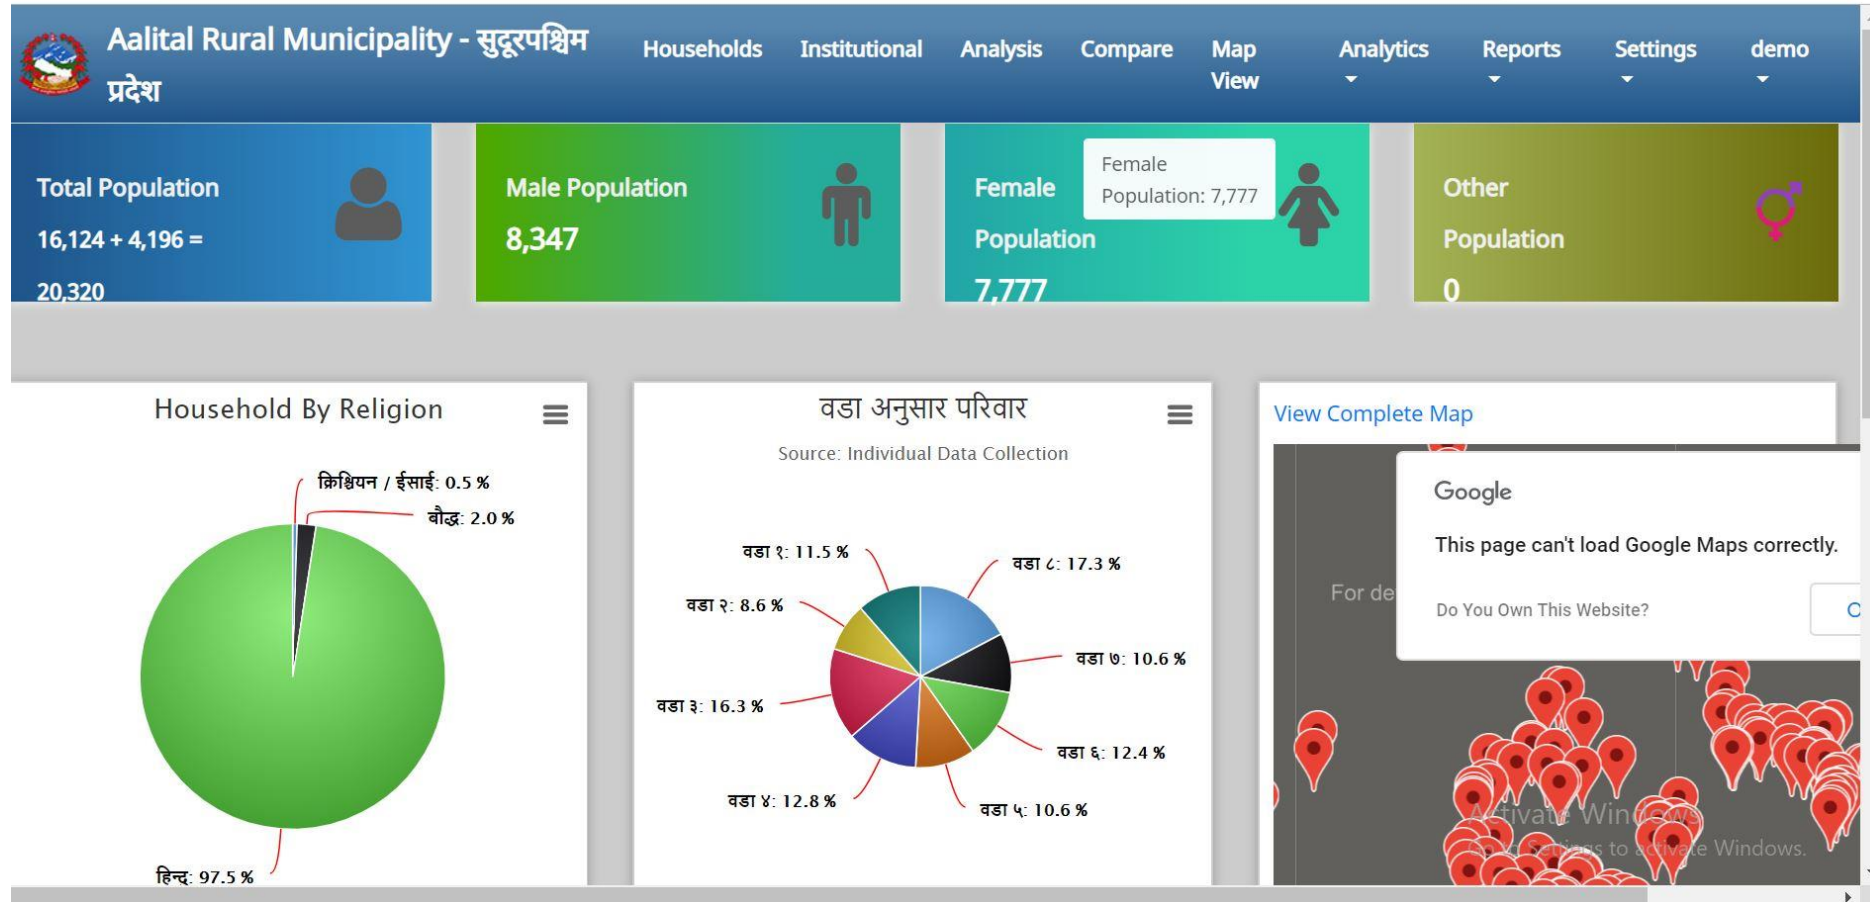 Aalital Rural Municipality - सुदूरपश्चिम
प्रदेश
Households
Institutional
Analysis
Compare
Map
View
Analytics
Reports
Settings
demo
Total Population
16,124 + 4,196 =
20,320
Male Population
8,347
Female
Population
7,777
Female
Population: 7,777
Other
Population
0
Household By Religion
क्रिश्चियन / ईसाई: 0.5 %
बौद्ध: 2.0 %
हिन्दु: 97.5 %
वडा अनुसार परिवार
Source: Individual Data Collection
वडा १: 11.5 %
वडा ८: 17.3 %
वडा २: 8.6 %
वडा ७: 10.6 %
वडा ३: 16.3 %
वडा ६: 12.4 %
वडा ४: 12.8 %
वडा ५: 10.6 %
View Complete Map
Google
This page can't load Google Maps correctly.
For de
Do You Own This Website?
Activate Windows
Go to Settings to activate Windows.